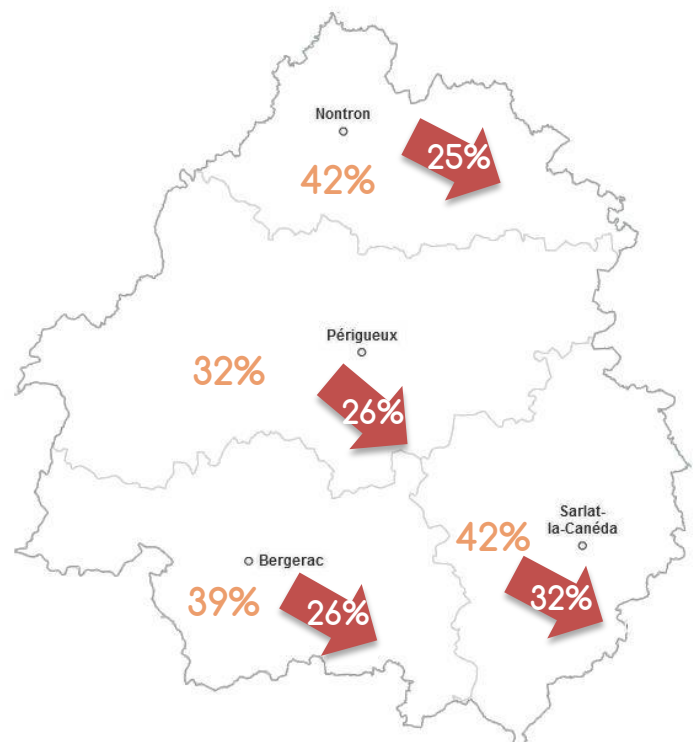 Nontron
25%
42%
Périgueux
32%
26%
Sarlat-
la-Canéda
42%
Bergerac
39%
26%
32%